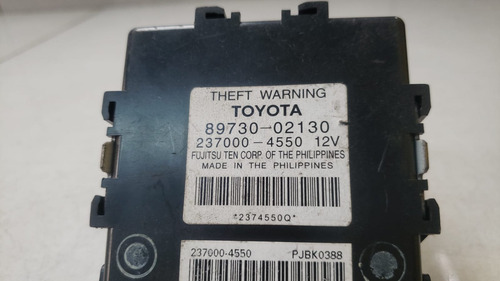 THEFT WARNING
TOYOTA
89730-02130
237000-4550 12V
FUJITSU TEN CORP. OF THE PHILIPPINES
MADE IN THE PHILIPPINES
*2374550Q*
237000-4550 PJBK0388